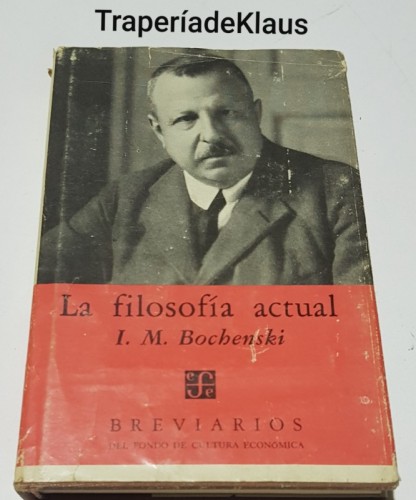 TraperíadeKlaus
La filosofía actual
I. M. Bochenski
BREVIARIOS
DEL FONDO DE CULTURA ECONÓMICA